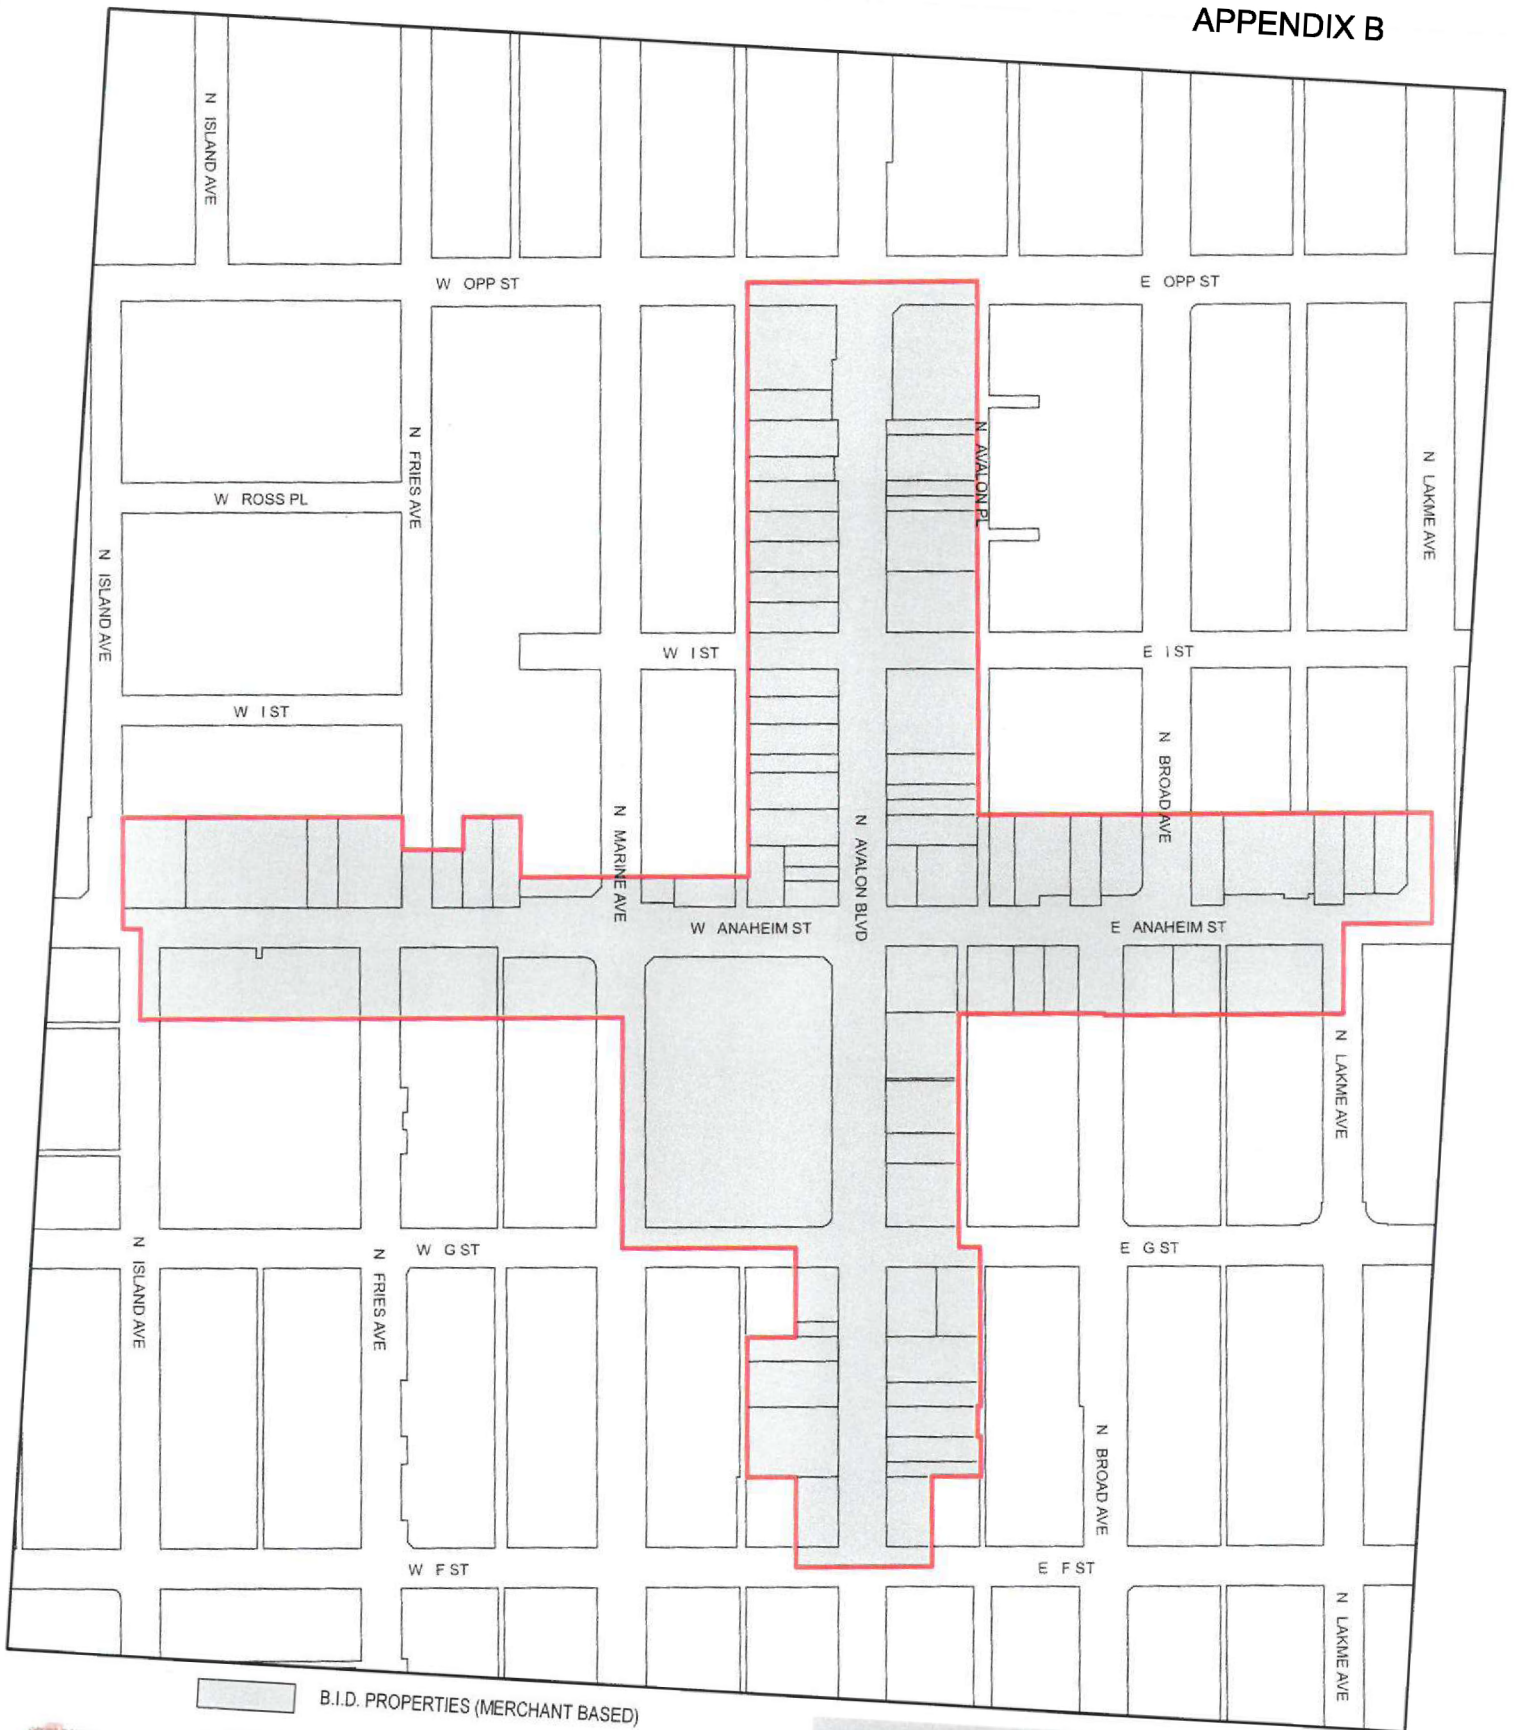 APPENDIX B
N ISLAND AVE
W OPP ST
E OPP ST
N FRIES AVE
N AVALON PL
N LAKME AVE
W ROSS PL
N ISLAND AVE
W I ST
E I ST
W I ST
N BROAD AVE
N MARINE AVE
N AVALON BLVD
W ANAHEIM ST
E ANAHEIM ST
N LAKME AVE
N ISLAND AVE
N FRIES AVE
W G ST
E G ST
N BROAD AVE
W F ST
E F ST
N LAKME AVE
B.I.D. PROPERTIES (MERCHANT BASED)